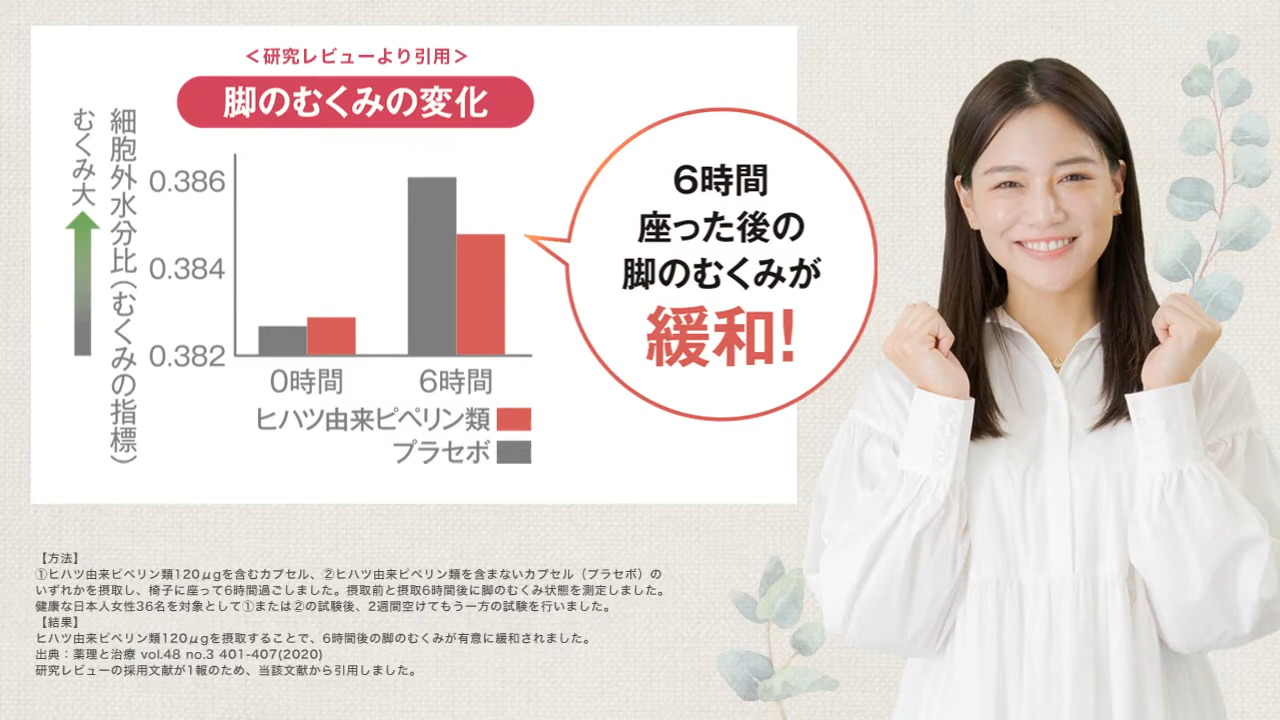 ＜研究レビューより引用＞
脚のむくみの変化
むくみ大
細胞外水分比（むくみの指標）
0.386
0.384
0.382
0時間
6時間
ヒハツ由来ピペリン類
プラセボ
6時間
座った後の
脚のむくみが
緩和!
【方法】
①ヒハツ由来ピペリン類120μgを含むカプセル、②ヒハツ由来ピペリン類を含まないカプセル（プラセボ）の
いずれかを摂取し、椅子に座って6時間過ごしました。摂取前と摂取6時間後に脚のむくみ状態を測定しました。
健康な日本人女性36名を対象として①または②の試験後、2週間空けてもう一方の試験を行いました。
【結果】
ヒハツ由来ピペリン類120μgを摂取することで、6時間後の脚のむくみが有意に緩和されました。
出典：薬理と治療 vol.48 no.3 401-407(2020)
研究レビューの採用文献が1報のため、当該文献から引用しました。